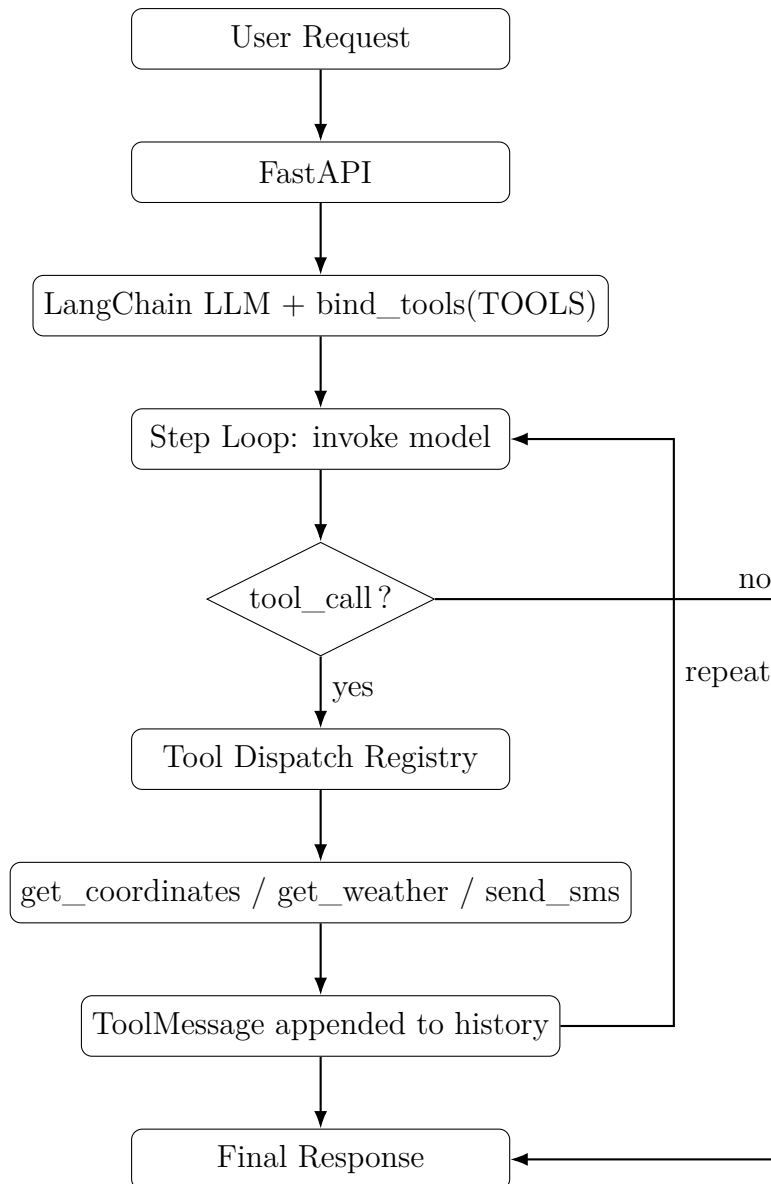 User Request
FastAPI
LangChain LLM + bind_tools(TOOLS)
Step Loop: invoke model
tool_call?
no
repeat
yes
Tool Dispatch Registry
get_coordinates / get_weather / send_sms
ToolMessage appended to history
Final Response